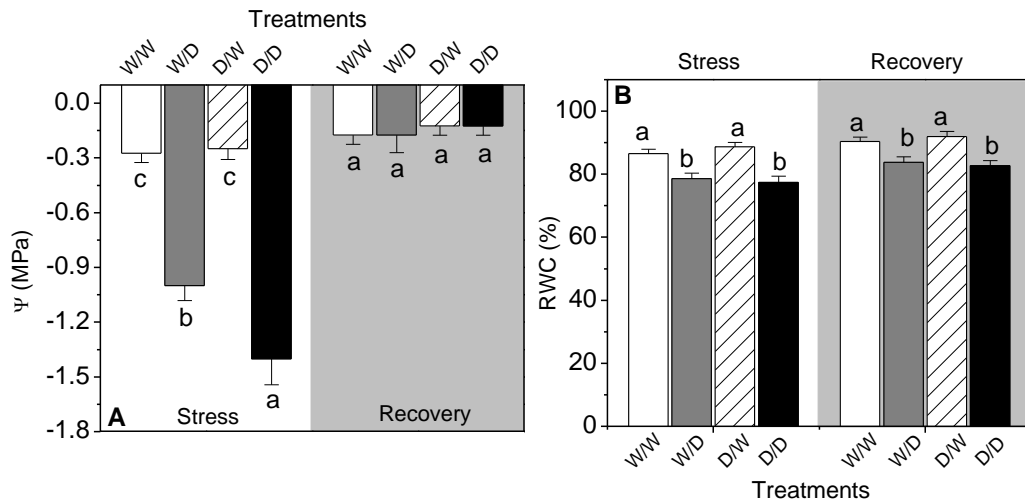 Treatments
W/W W/D D/W D/D W/W W/D D/W D/D
0.0
-0.3
-0.6
-0.9
-1.2
-1.5
-1.8
Ψ (MPa)
c b c a a a a a
A Stress Recovery
Stress Recovery
B
100
80
60
40
20
0
RWC (%)
a b a b a b a b
W/W W/D D/W D/D W/W W/D D/W D/D
Treatments